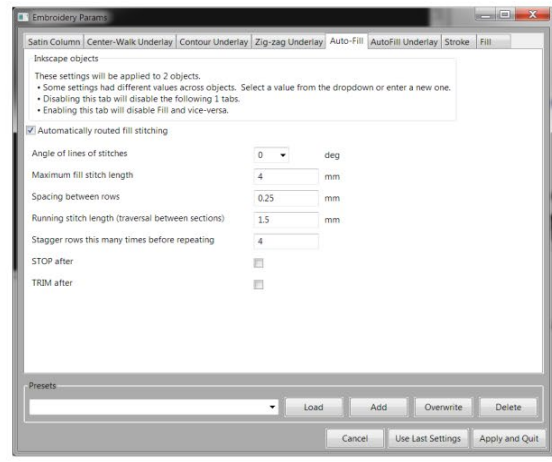 Embroidery Params
Satin Column Center-Walk Underlay Contour Underlay Zig-zag Underlay Auto-Fill AutoFill Underlay Stroke Fill
Inkscape objects
These settings will be applied to 2 objects.
• Some settings had different values across objects. Select a value from the dropdown or enter a new one.
• Disabling this tab will disable the following 1 tabs.
• Enabling this tab will disable Fill and vice-versa.
Automatically routed fill stitching
Angle of lines of stitches 0 deg
Maximum fill stitch length 4 mm
Spacing between rows 0.25 mm
Running stitch length (traversal between sections) 1.5 mm
Stagger rows this many times before repeating 4
STOP after
TRIM after
Presets
Load Add Overwrite Delete
Cancel Use Last Settings Apply and Quit